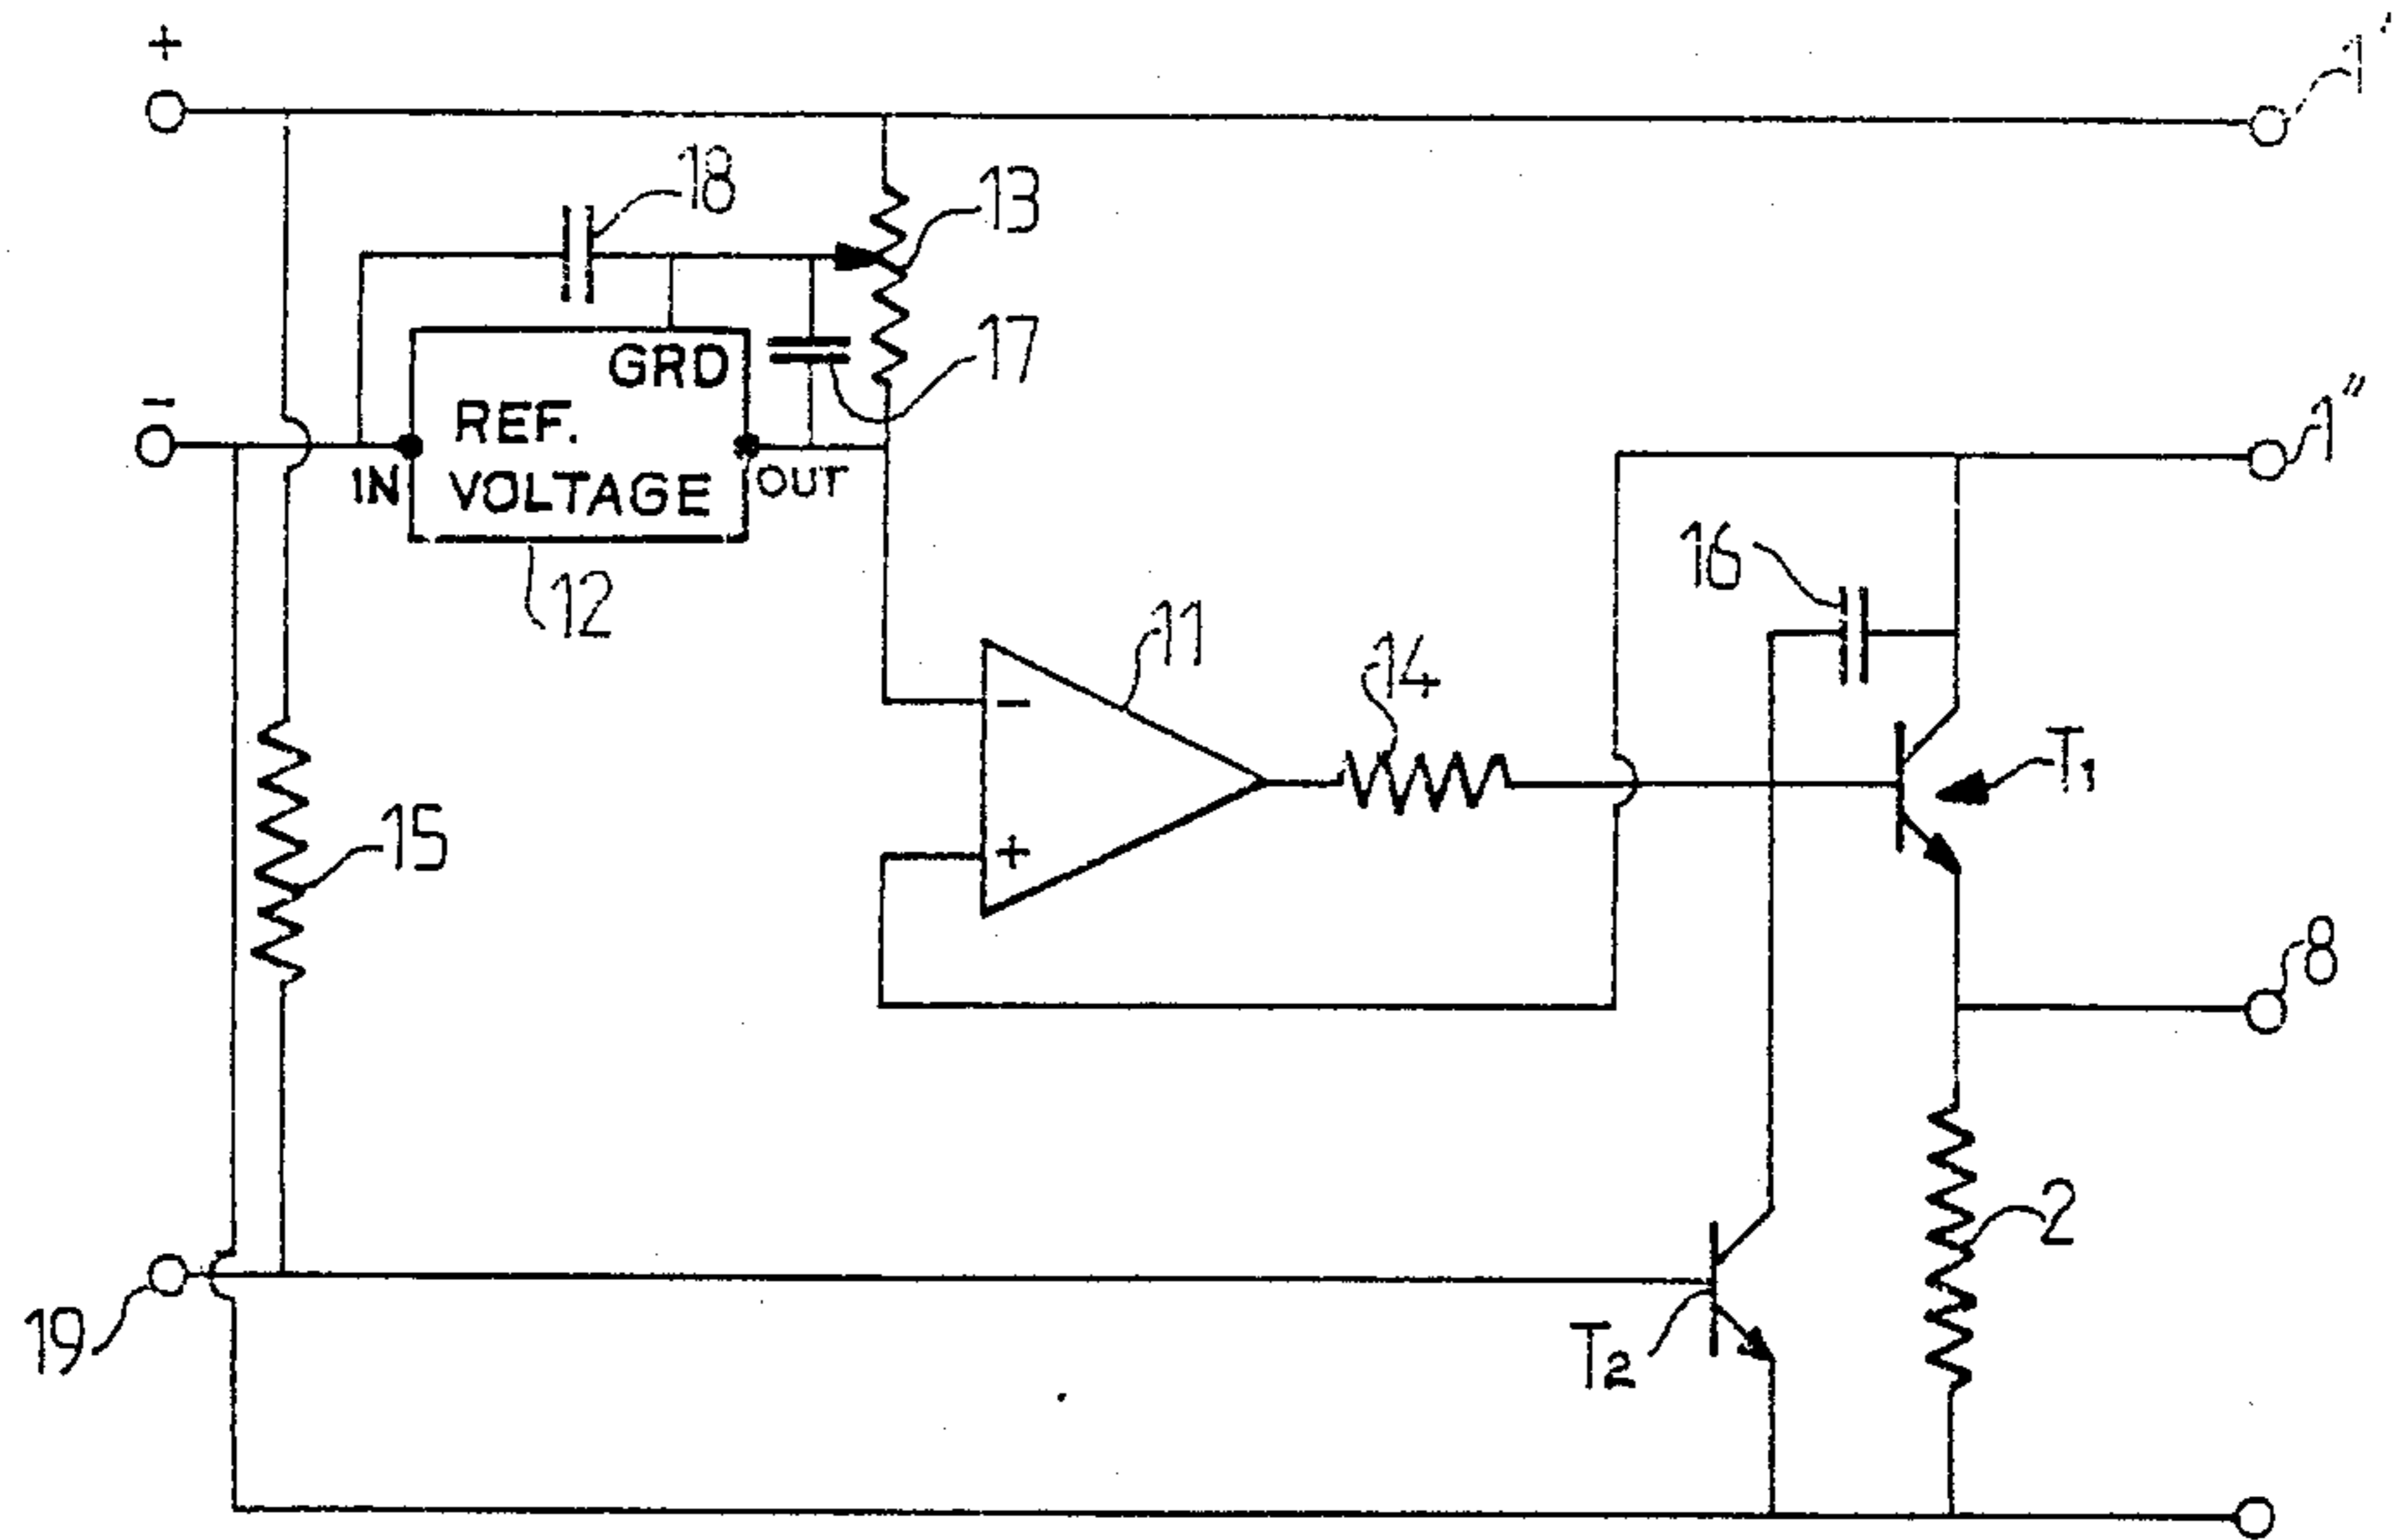 +
1'
18
13
GRD
17
−
REF.
1"
IN
VOLTAGE
OUT
16
12
11
14
−
T1
15
+
8
2
19
T2